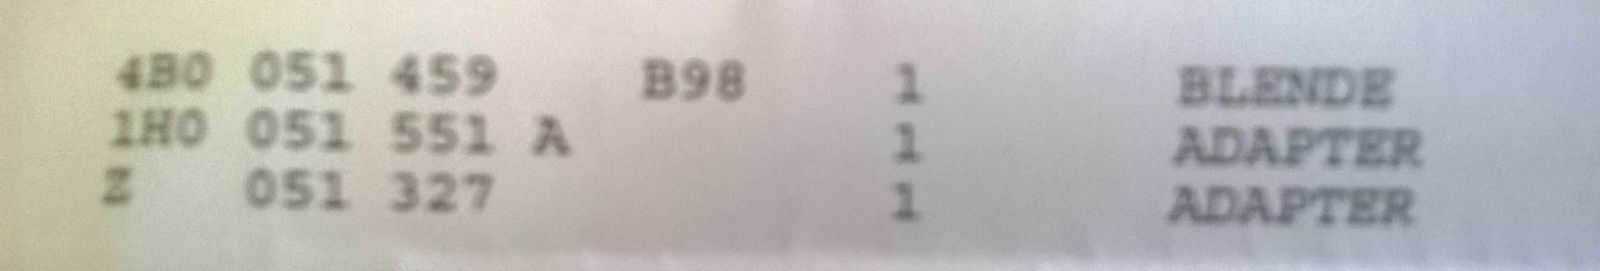 4B0 051 459 B98 1 BLENDE
1H0 051 551 A 1 ADAPTER
Z 051 327 1 ADAPTER